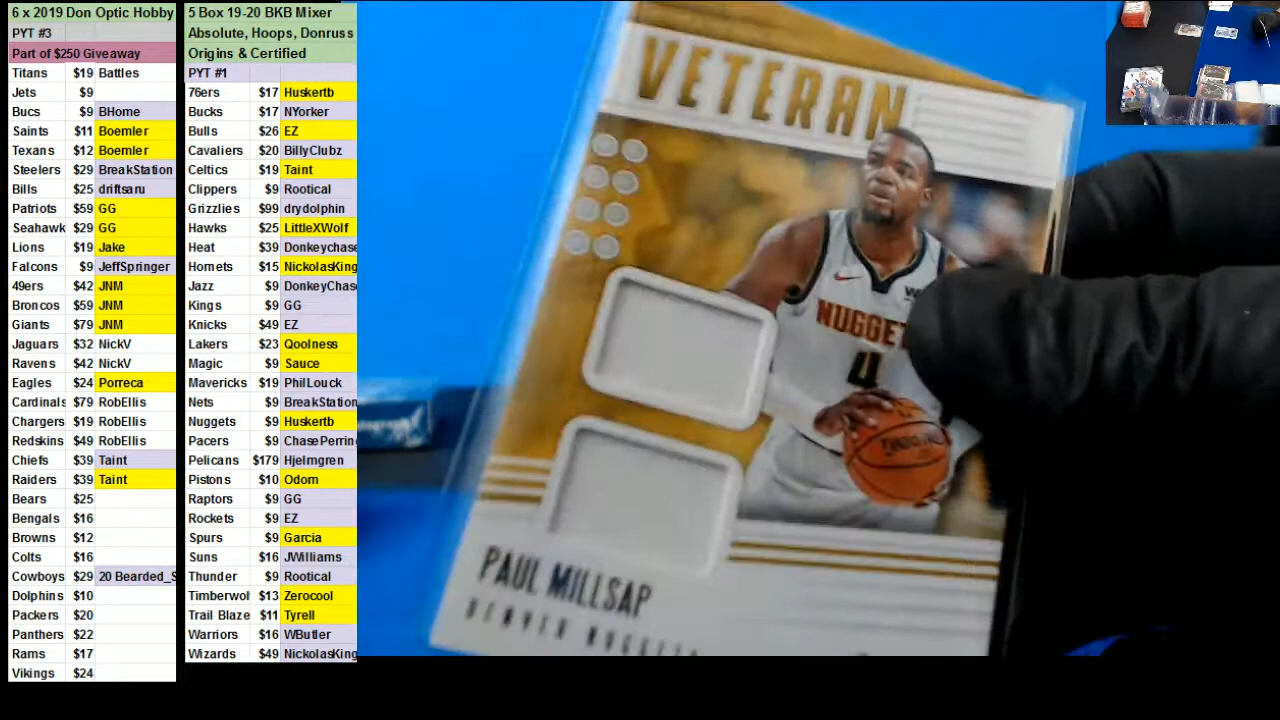 6 x 2019 Don Optic Hobby
PYT #3
Part of $250 Giveaway
Titans $19 Battles
Jets $9
Bucs $9 BHome
Saints $11 Boemler
Texans $12 Boemler
Steelers $29 BreakStation
Bills $25 driftsaru
Patriots $59 GG
Seahawk $29 GG
Lions $19 Jake
Falcons $9 JeffSpringer
49ers $42 JNM
Broncos $59 JNM
Giants $79 JNM
Jaguars $32 NickV
Ravens $42 NickV
Eagles $24 Porreca
Cardinals $79 RobEllis
Chargers $19 RobEllis
Redskins $49 RobEllis
Chiefs $39 Taint
Raiders $39 Taint
Bears $25
Bengals $16
Browns $12
Colts $16
Cowboys $29 20 Bearded_S
Dolphins $10
Packers $20
Panthers $22
Rams $17
Vikings $24
5 Box 19-20 BKB Mixer
Absolute, Hoops, Donruss
Origins & Certified
PYT #1
76ers $17 Huskertb
Bucks $17 NYorker
Bulls $26 EZ
Cavaliers $20 BillyClubz
Celtics $19 Taint
Clippers $9 Rootical
Grizzlies $99 drydolphin
Hawks $25 LittleXWolf
Heat $39 Donkeychase
Hornets $15 NickolasKing
Jazz $9 DonkeyChas
Kings $9 GG
Knicks $49 EZ
Lakers $23 Qoolness
Magic $9 Sauce
Mavericks $19 PhilLouck
Nets $9 BreakStation
Nuggets $9 Huskertb
Pacers $9 ChasePerrin
Pelicans $179 Hjelmgren
Pistons $10 Odom
Raptors $9 GG
Rockets $9 EZ
Spurs $9 Garcia
Suns $16 JWilliams
Thunder $9 Rootical
Timberwol $13 Zerocool
Trail Blaze $11 Tyrell
Warriors $16 WButler
Wizards $49 NickolasKing
VETERAN
NUGGET
4
PAUL MILLSAP
DENVER NUGGETS